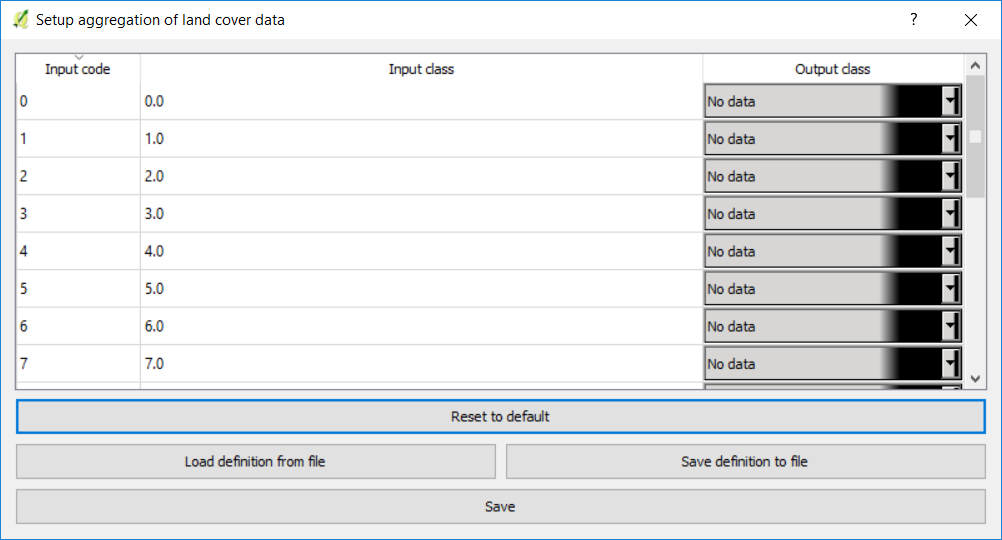 Setup aggregation of land cover data ?
Input code Input class Output class
0 0.0 No data
1 1.0 No data
2 2.0 No data
3 3.0 No data
4 4.0 No data
5 5.0 No data
6 6.0 No data
7 7.0 No data
Reset to default
Load definition from file Save definition to file
Save